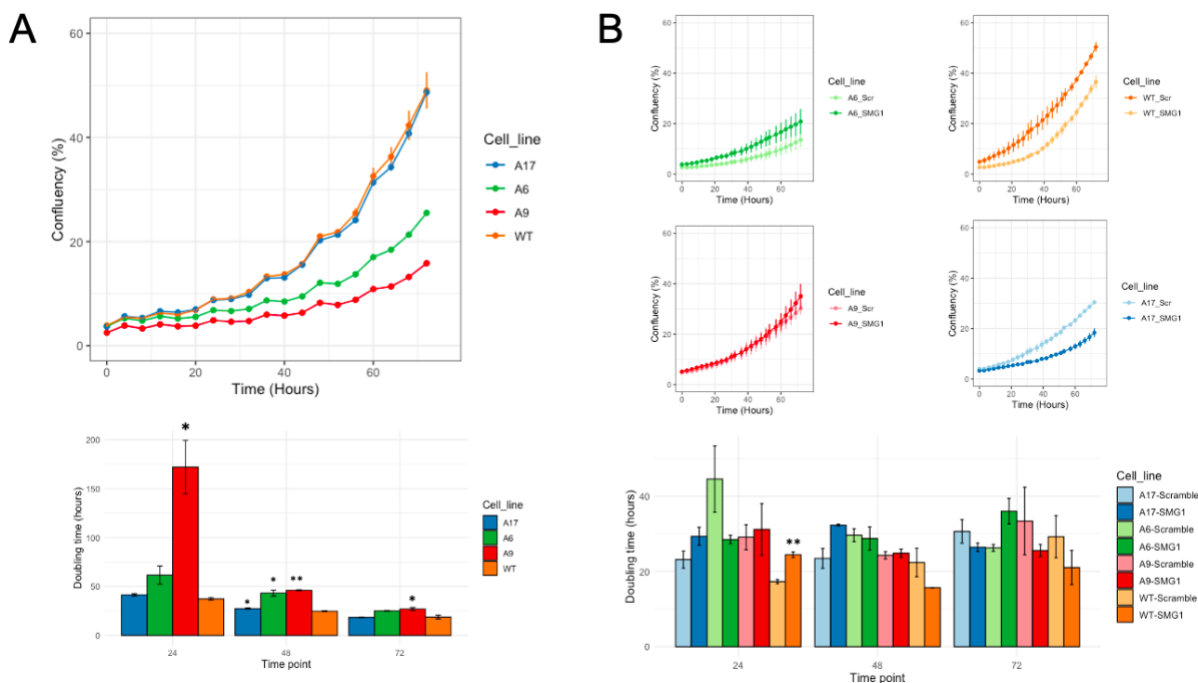 A
60
40
20
0
Confluency (%)
0 20 40 60
Time (Hours)
Cell_line
A17
A6
A9
WT
200
150
100
50
0
Doubling time (hours)
*
* * **
*
24 48 72
Time point
Cell_line
A17
A6
A9
WT
B
60
40
20
0
Confluency (%)
0 20 40 60
Time (Hours)
Cell_line
A6_Scr
A6_SMG1
60
40
20
0
Confluency (%)
0 20 40 60
Time (Hours)
Cell_line
WT_Scr
WT_SMG1
60
40
20
0
Confluency (%)
0 20 40 60
Time (Hours)
Cell_line
A9_Scr
A9_SMG1
60
40
20
0
Confluency (%)
0 20 40 60
Time (Hours)
Cell_line
A17_Scr
A17_SMG1
40
20
0
Doubling time (hours)
**
24 48 72
Time point
Cell_line
A17-Scramble
A17-SMG1
A6-Scramble
A6-SMG1
A9-Scramble
A9-SMG1
WT-Scramble
WT-SMG1